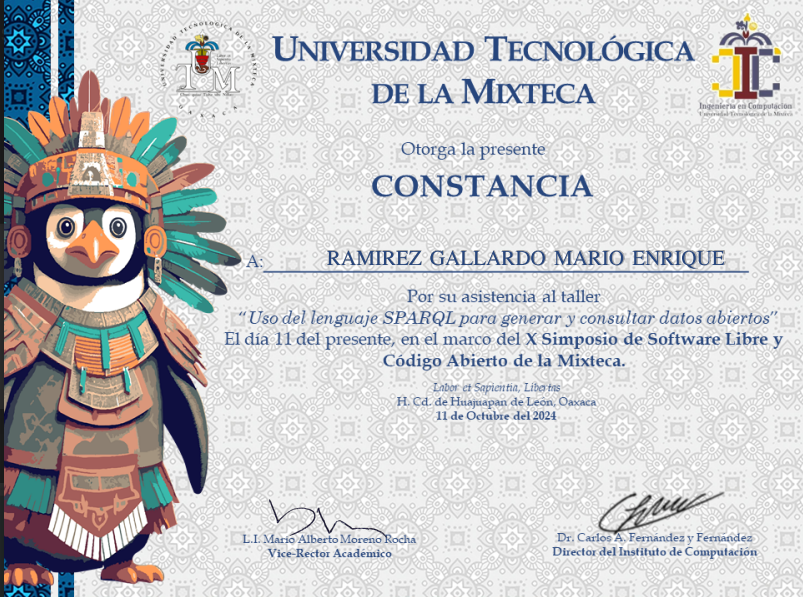 UNIVERSIDAD TECNOLÓGICA DE LA MIXTECA
OAXACA
UNIVERSIDAD TECNOLÓGICA
DE LA MIXTECA
Ingeniería en Computación
Universidad Tecnológica de la Mixteca
Otorga la presente
CONSTANCIA
A: RAMIREZ GALLARDO MARIO ENRIQUE
Por su asistencia al taller
“Uso del lenguaje SPARQL para generar y consultar datos abiertos”
El día 11 del presente, en el marco del X Simposio de Software Libre y
Código Abierto de la Mixteca.
Labor et Sapientia, Libertas
H. Cd. de Huajuapan de León, Oaxaca
11 de Octubre del 2024
L.I. Mario Alberto Moreno Rocha
Vice-Rector Académico
Dr. Carlos A. Fernández y Fernández
Director del Instituto de Computación